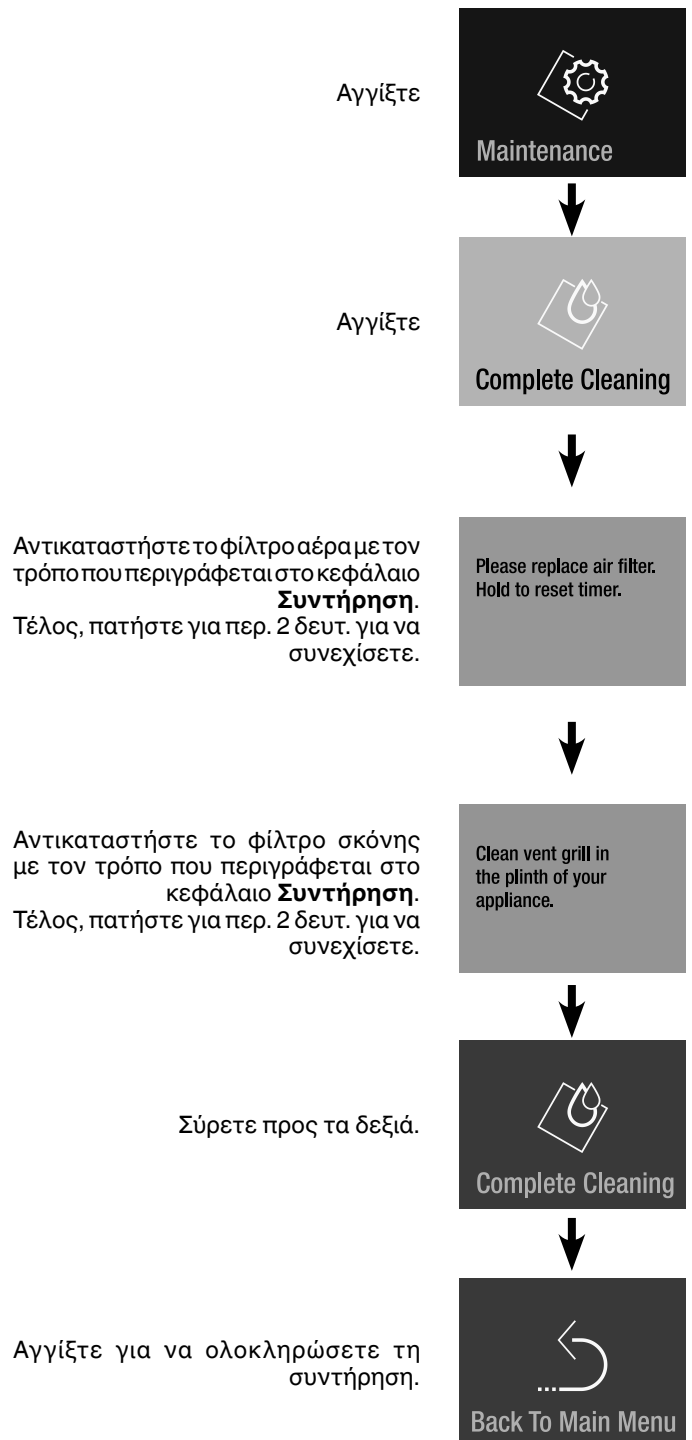 Αγγίξτε
Maintenance
Αγγίξτε
Complete Cleaning
Αντικαταστήστε το φίλτρο αέρα με τον
τρόπο που περιγράφεται στο κεφάλαιο
Συντήρηση.
Τέλος, πατήστε για περ. 2 δευτ. για να
συνεχίσετε.
Please replace air filter.
Hold to reset timer.
Αντικαταστήστε το φίλτρο σκόνης
με τον τρόπο που περιγράφεται στο
κεφάλαιο Συντήρηση.
Τέλος, πατήστε για περ. 2 δευτ. για να
συνεχίσετε.
Clean vent grill in
the plinth of your
appliance.
Σύρετε προς τα δεξιά.
Complete Cleaning
Αγγίξτε για να ολοκληρώσετε τη
συντήρηση.
Back To Main Menu